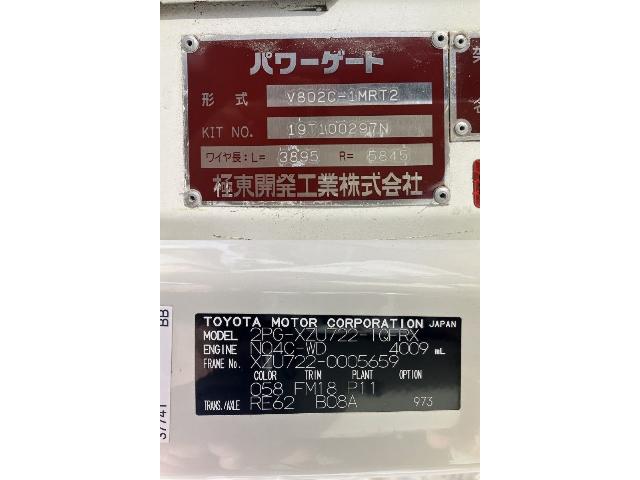 パワーゲート
形式 V802C-1MRT2
KIT NO. 19T100297N
ワイヤ長:L= 3895 R= 5845
極東開発工業株式会社
TOYOTA MOTOR CORPORATION JAPAN
MODEL 2PG-XZU722-TQFRX
ENGINE N04C-WD 4009 mL
FRAME No. XZU722-0005659
COLOR TRIM PLANT OPTION
058 FM18 P11
TRANS./AXLE RE62 B08A 973
BB
37741